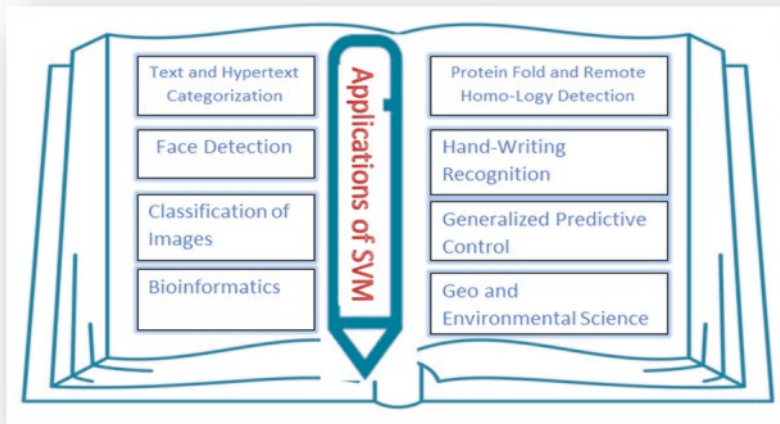 Text and Hypertext
Categorization
Face Detection
Classification of
Images
Bioinformatics
Applications of SVM
Protein Fold and Remote
Homo-Logy Detection
Hand-Writing
Recognition
Generalized Predictive
Control
Geo and
Environmental Science